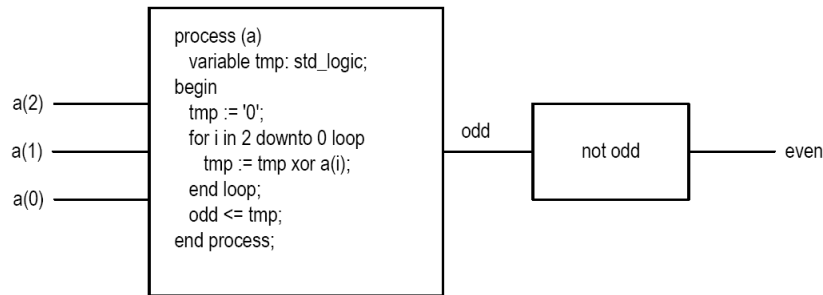 process (a)
variable tmp: std_logic;
begin
tmp := '0';
for i in 2 downto 0 loop
tmp := tmp xor a(i);
end loop;
odd <= tmp;
end process;
a(2)
a(1)
a(0)
odd
not odd
even